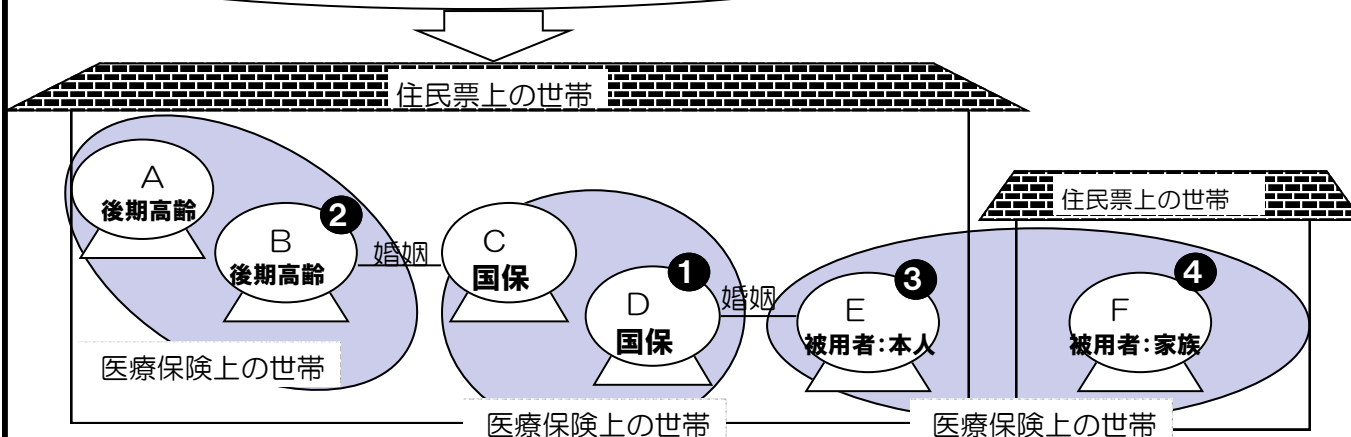 住民票上の世帯
住民票上の世帯
A
後期高齢
B
後期高齢
2
婚姻
C
国保
D
国保
1
婚姻
E
被用者:本人
3
F
被用者:家族
4
医療保険上の世帯
医療保険上の世帯
医療保険上の世帯